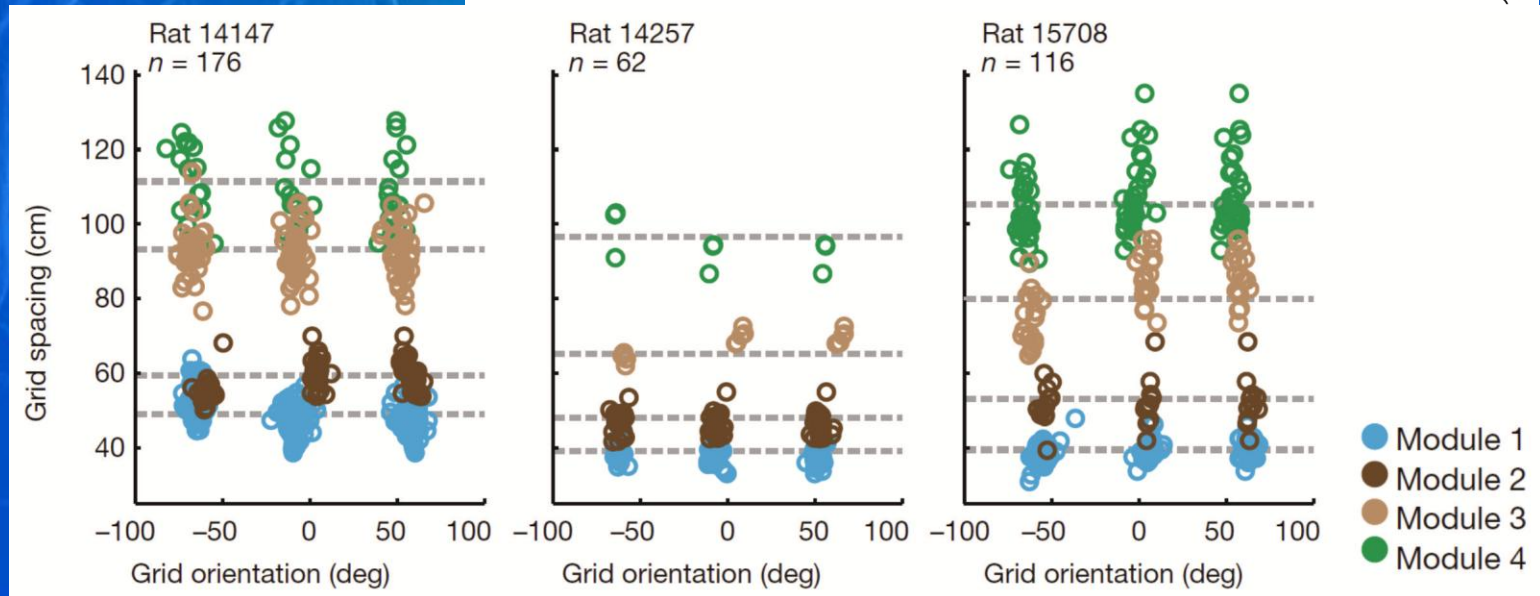 Rat 14147
n = 176
Rat 14257
n = 62
Rat 15708
n = 116
140
120
100
80
60
40
Grid spacing (cm)
−100 −50 0 50 100
−100 −50 0 50 100
−100 −50 0 50 100
Grid orientation (deg)
Grid orientation (deg)
Grid orientation (deg)
Module 1
Module 2
Module 3
Module 4